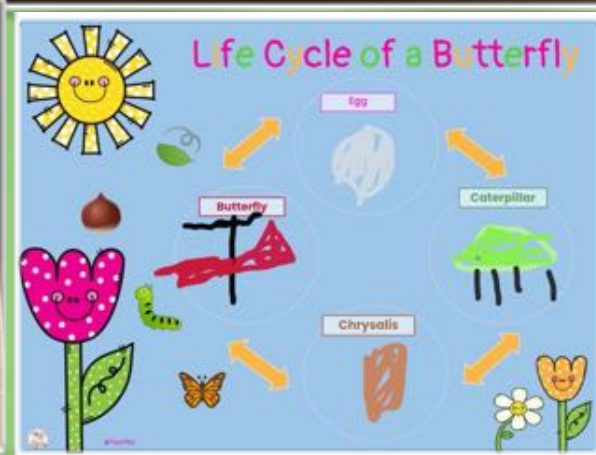 Life Cycle of a Butterfly
Egg
Butterfly
Caterpillar
Chrysalis